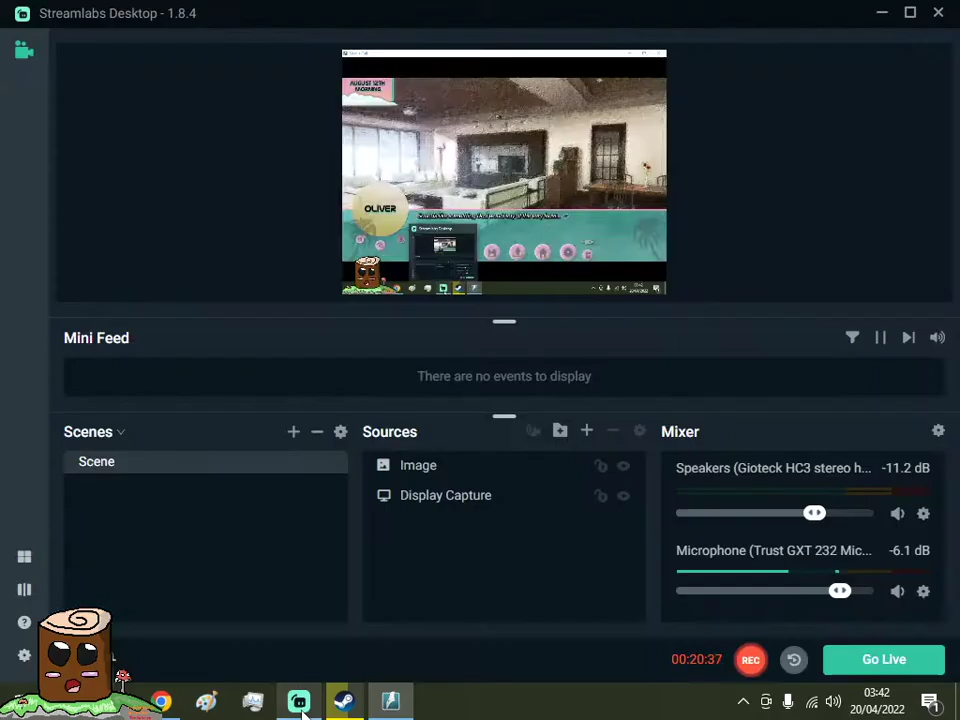 Streamlabs Desktop - 1.8.4
AUGUST 12TH
MORNING
OLIVER
Mini Feed
There are no events to display
Scenes
Sources
Mixer
Scene
Image
Display Capture
Speakers (Gioteck HC3 stereo h... -11.2 dB
Microphone (Trust GXT 232 Mic... -6.1 dB
00:20:37
REC
Go Live
03:42
20/04/2022
1